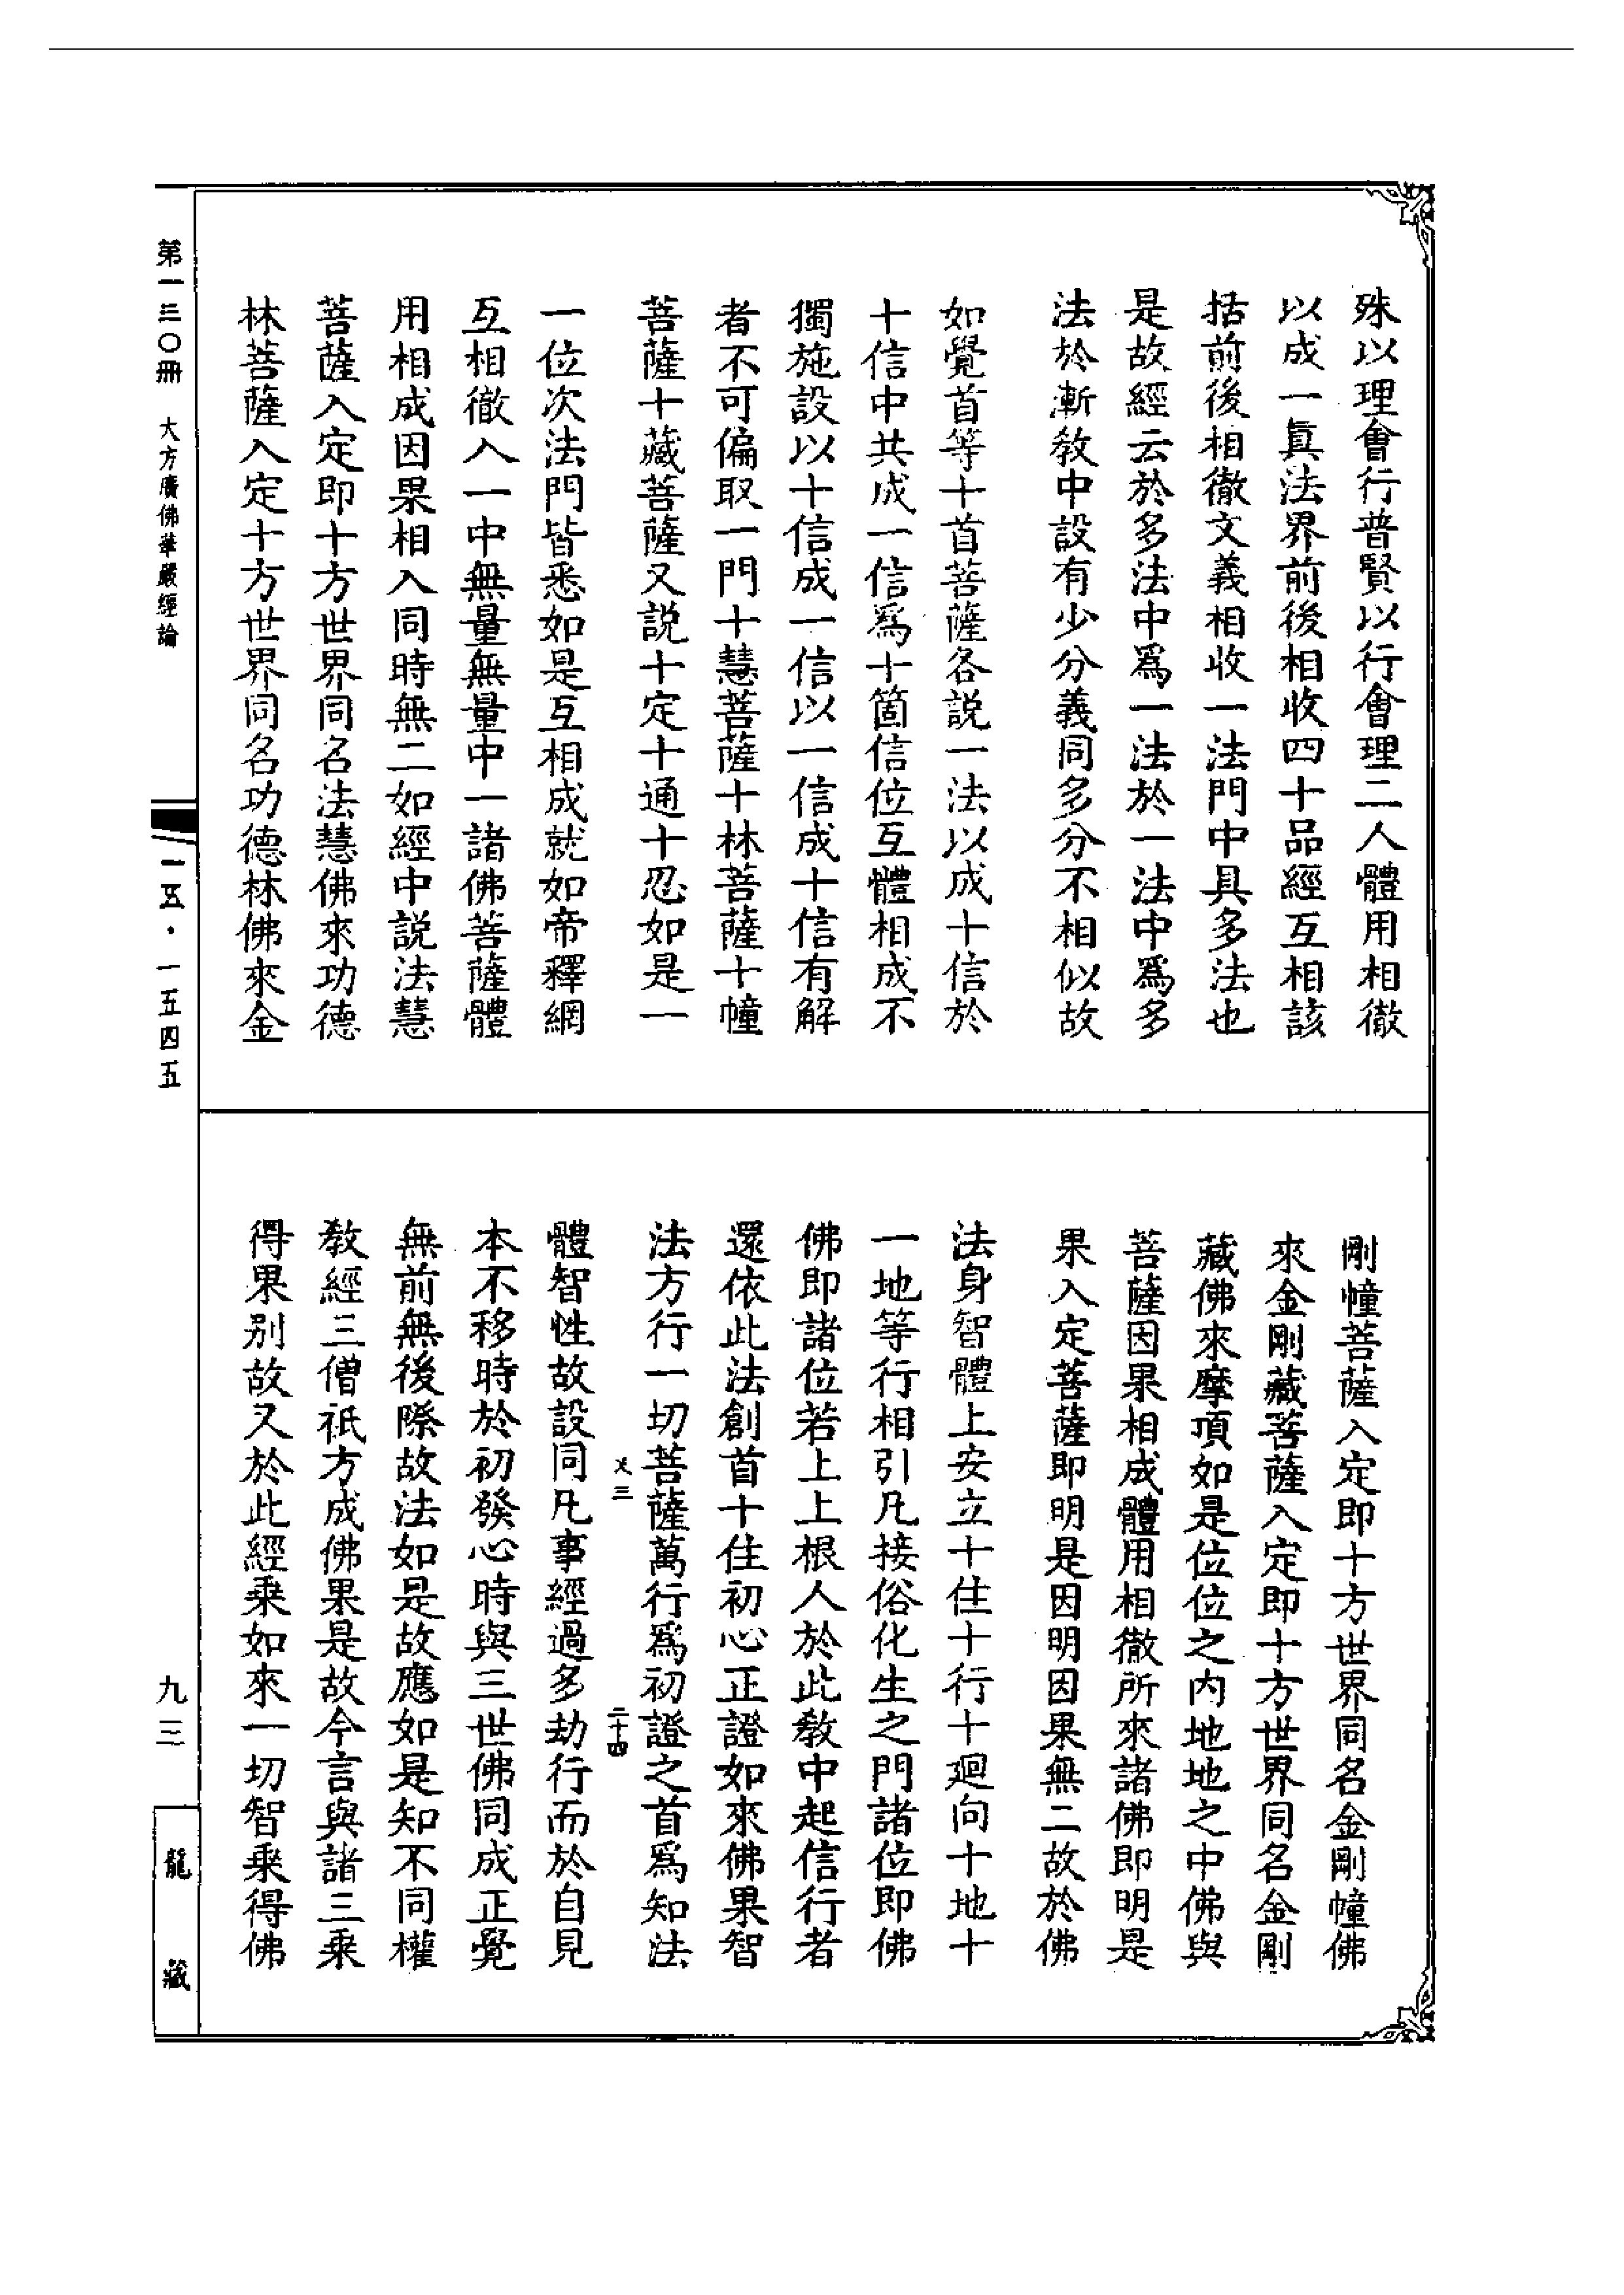 殊以理會行普賢以行會理二人體用相徹
以成一眞法界前後相收四十品經互相該
括前後相徹文義相收一法門中具多法也
是故經云於多法中爲一法於一法中爲多
法於漸敎中設有少分義同多分不相似故
如覺首等十首菩薩各説一法以成十信於
十信中共成一信爲十箇信位互體相成不
獨施設以十信成一信以一信成十信有解
者不可偏取一門十慧菩薩十林菩薩十幢
菩薩十藏菩薩又説十定十通十忍如是一
一位次法門皆悉如是互相成就如帝釋網
互相徹入一中無量無量中一諸佛菩薩體
用相成因果相入同時無二如經中説法慧
菩薩入定即十方世界同名法慧佛來功德
林菩薩入定十方世界同名功德林佛來金
剛幢菩薩入定即十方世界同名金剛幢佛
來金剛藏菩薩入定即十方世界同名金剛
藏佛來摩頂如是位位之内地地之中佛與
菩薩因果相成體用相徹所來諸佛即明是
果入定菩薩即明是因明因果無二故於佛
法身智體上安立十住十行十廻向十地十
一地等行相引凡接俗化生之門諸位即佛
佛即諸位若上上根人於此敎中起信行者
還依此法創首十住初心正證如來佛果智
法方行一切菩薩萬行爲初證之首爲知法
三 二十四
體智性故設同凡事經過多劫行而於自見
本不移時於初發心時與三世佛同成正覺
無前無後際故法如是故應如是知不同權
敎經三僧祇方成佛果是故今言與諸三乘
得果别故又於此經乘如來一切智乘得佛
第一三〇冊 大方廣佛華嚴經論
一五·一五四五
九三
龍藏